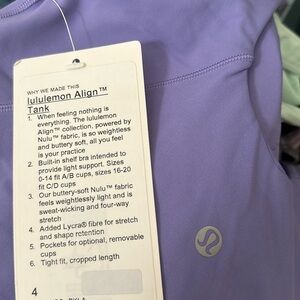 WHY WE MADE THIS
lululemon Align™
Tank
1. When feeling nothing is
everything. The lululemon
Align™ collection, powered by
Nulu™ fabric, is so weightless
and buttery soft, all you feel
is your practice
2. Built-in shelf bra intended to
provide light support. Sizes
0-14 fit A/B cups, sizes 16-20
fit C/D cups
3. Our buttery-soft Nulu™ fabric
feels weightlessly light and is
sweat-wicking and four-way
stretch
4. Added Lycra® fibre for stretch
and shape retention
5. Pockets for optional, removable
cups
6. Tight fit, cropped length
4